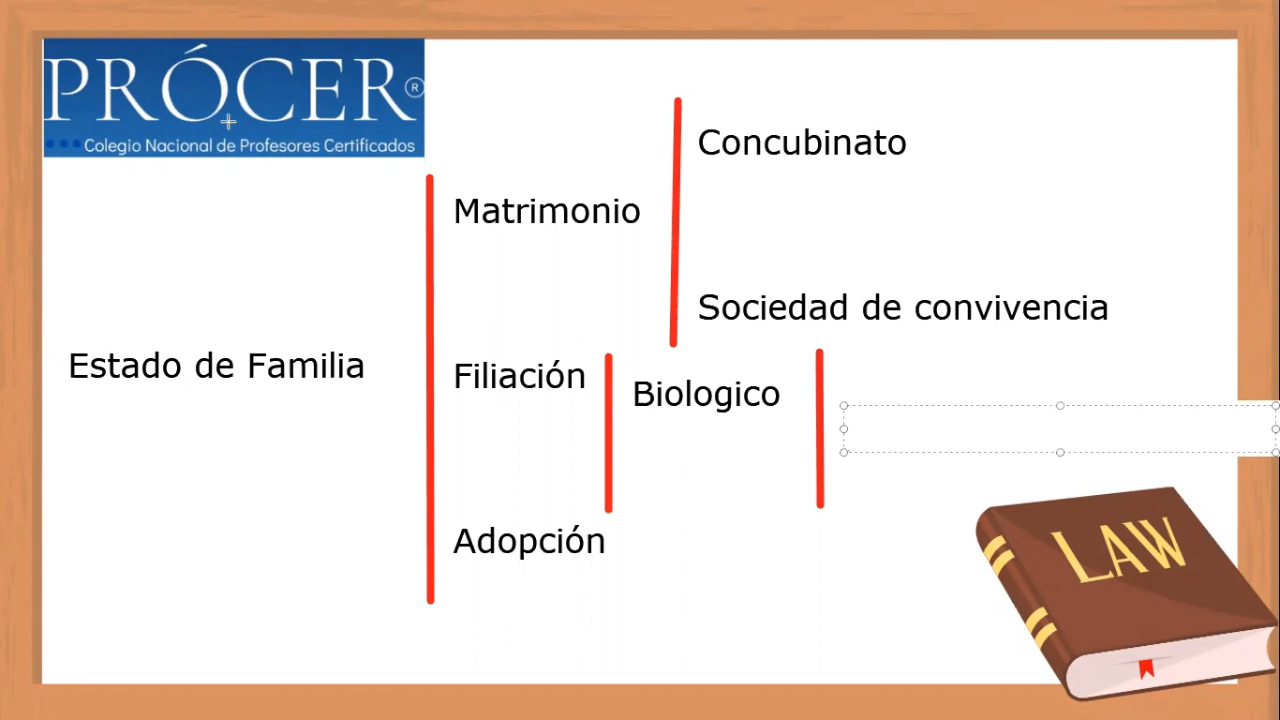 PRÓCER®
Colegio Nacional de Profesores Certificados
Concubinato
Matrimonio
Sociedad de convivencia
Estado de Familia
Filiación
Biologico
Adopción
LAW